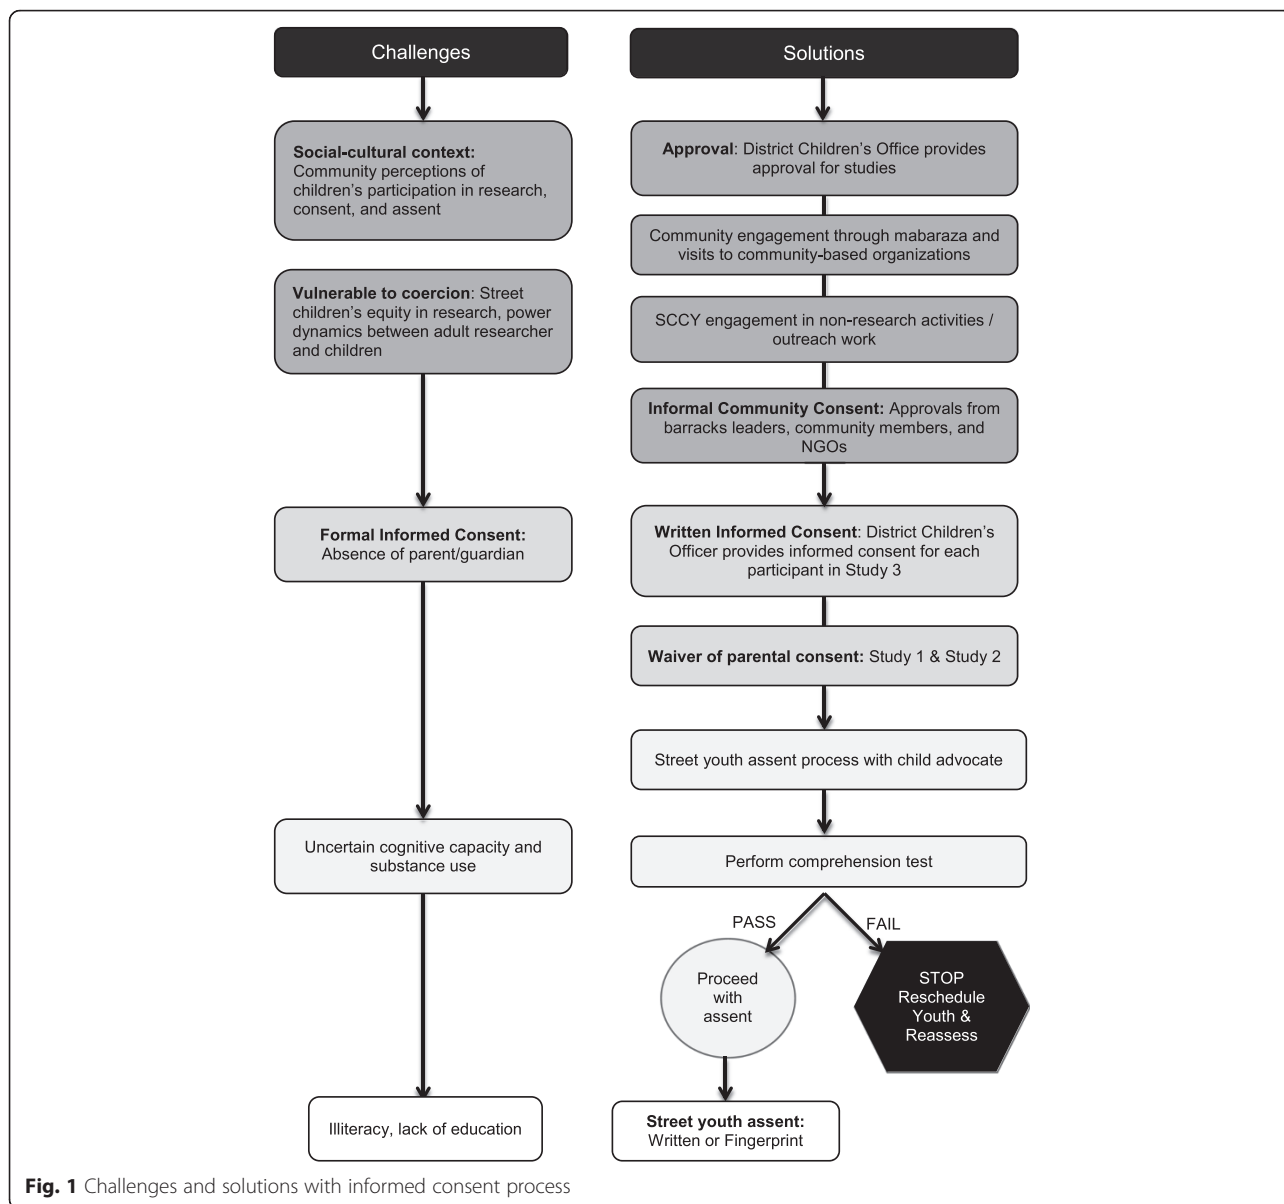 Challenges
Social-cultural context:
Community perceptions of
children's participation in research,
consent, and assent
Vulnerable to coercion: Street
children's equity in research, power
dynamics between adult researcher
and children
Formal Informed Consent:
Absence of parent/guardian
Uncertain cognitive capacity and
substance use
Illiteracy, lack of education
Solutions
Approval: District Children's Office provides
approval for studies
Community engagement through mabaraza and
visits to community-based organizations
SCCY engagement in non-research activities /
outreach work
Informal Community Consent: Approvals from
barracks leaders, community members, and
NGOs
Written Informed Consent: District Children's
Officer provides informed consent for each
participant in Study 3
Waiver of parental consent: Study 1 & Study 2
Street youth assent process with child advocate
Perform comprehension test
PASS
FAIL
Proceed
with
assent
STOP
Reschedule
Youth &
Reassess
Street youth assent:
Written or Fingerprint
Fig. 1 Challenges and solutions with informed consent process